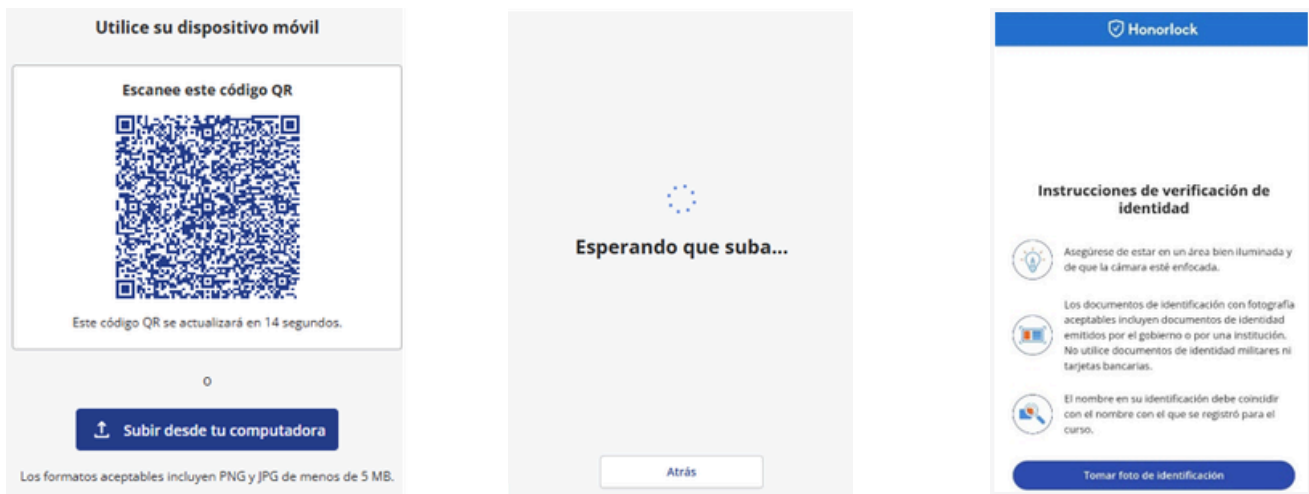 Utilice su dispositivo móvil
Escanee este código QR
Este código QR se actualizará en 14 segundos.
o
Subir desde tu computadora
Los formatos aceptables incluyen PNG y JPG de menos de 5 MB.
Esperando que suba...
Atrás
Honorlock
Instrucciones de verificación de
identidad
Asegúrese de estar en un área bien iluminada y
de que la cámara esté enfocada.
Los documentos de identificación con fotografía
aceptables incluyen documentos de identidad
emitidos por el gobierno o por una institución.
No utilice documentos de identidad militares ni
tarjetas bancarias.
El nombre en su identificación debe coincidir
con el nombre con el que se registró para el
curso.
Tomar foto de identificación